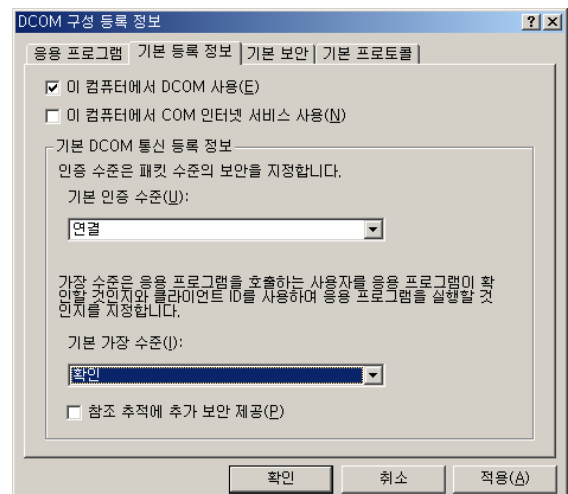 DCOM 구성 등록 정보
응용 프로그램 기본 등록 정보 기본 보안 기본 프로토콜
이 컴퓨터에서 DCOM 사용(E)
이 컴퓨터에서 COM 인터넷 서비스 사용(N)
기본 DCOM 통신 등록 정보
인증 수준은 패킷 수준의 보안을 지정합니다.
기본 인증 수준(U):
연결
가장 수준은 응용 프로그램을 호출하는 사용자를 응용 프로그램이 확
인할 것인지와 클라이언트 ID를 사용하여 응용 프로그램을 실행할 것
인지를 지정합니다.
기본 가장 수준(I):
확인
참조 추적에 추가 보안 제공(P)
확인 취소 적용(A)